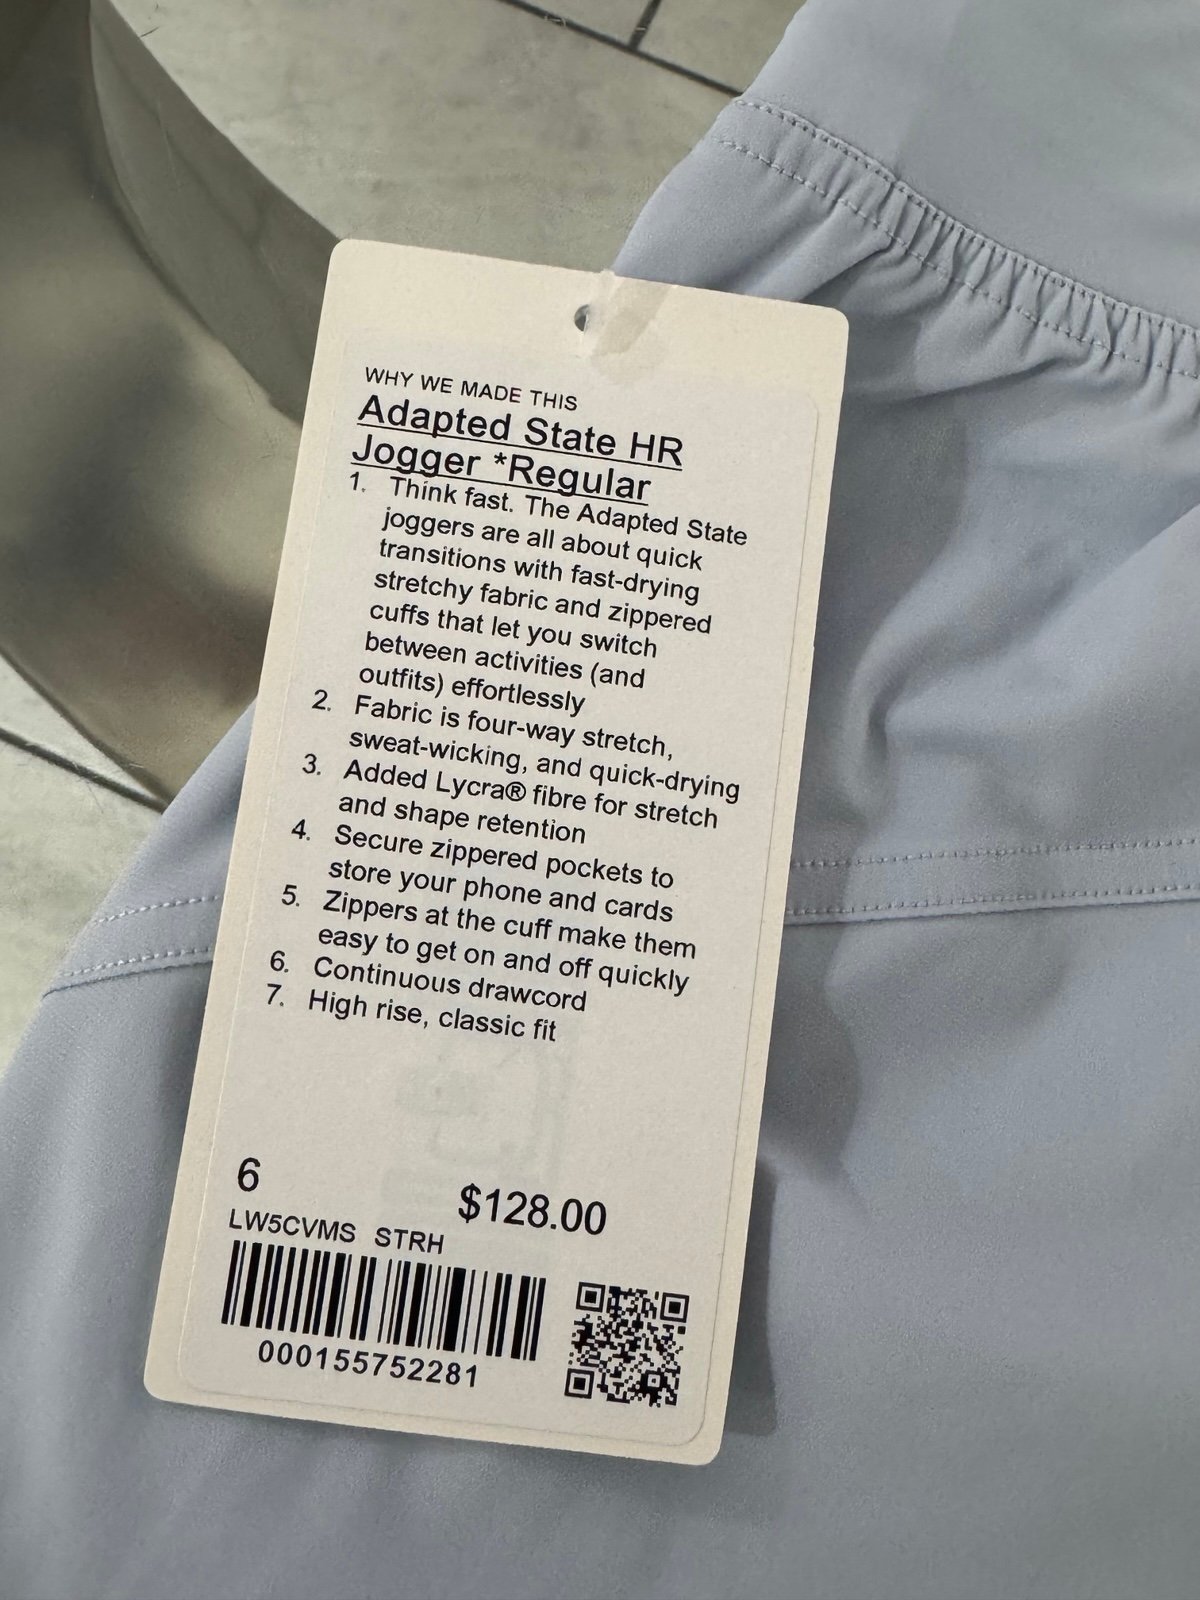 WHY WE MADE THIS
Adapted State HR
Jogger *Regular
1. Think fast. The Adapted State
joggers are all about quick
transitions with fast-drying
stretchy fabric and zippered
cuffs that let you switch
between activities (and
outfits) effortlessly
2. Fabric is four-way stretch,
sweat-wicking, and quick-drying
3. Added Lycra® fibre for stretch
and shape retention
4. Secure zippered pockets to
store your phone and cards
5. Zippers at the cuff make them
easy to get on and off quickly
6. Continuous drawcord
7. High rise, classic fit
6 $128.00
LW5CVMS STRH
000155752281